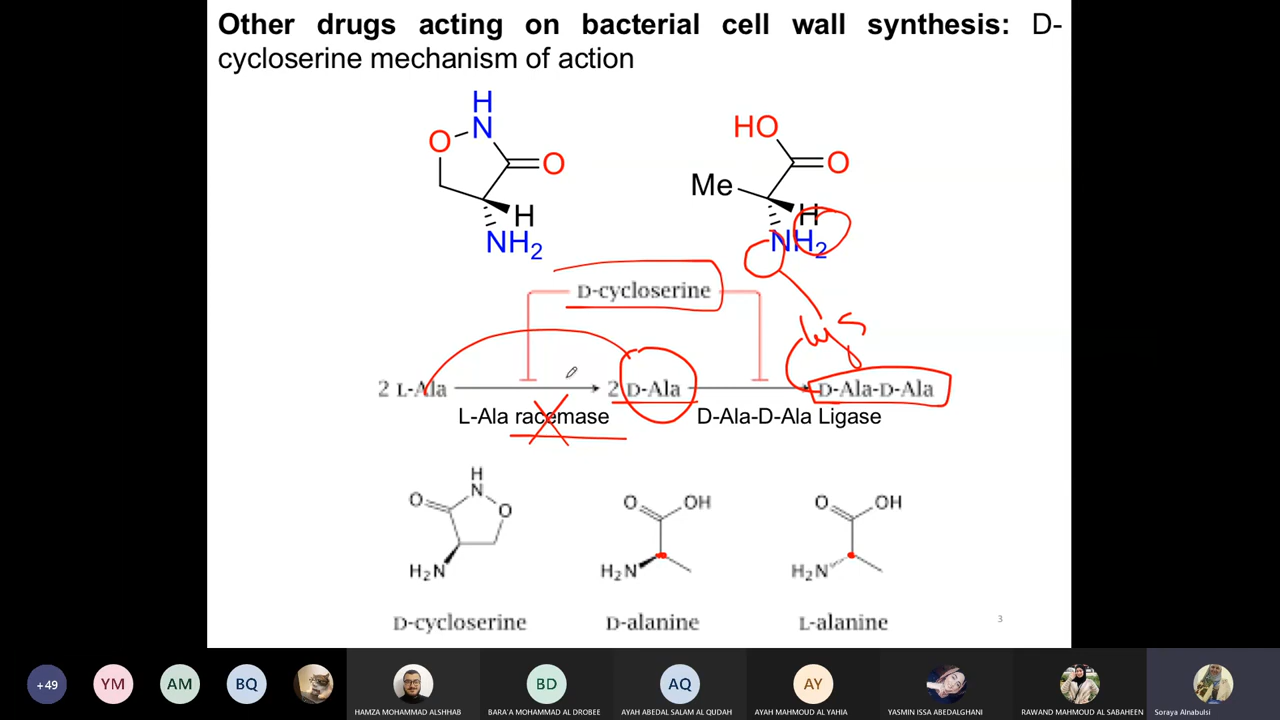 Other drugs acting on bacterial cell wall synthesis: D-
cycloserine mechanism of action
H
N
O
O
H
NH2
HO
O
Me
H
NH2
D-cycloserine
lys
2 L-Ala
2 D-Ala
D-Ala-D-Ala
L-Ala racemase
D-Ala-D-Ala Ligase
H
N
O
O
H2N
O
OH
H2N
O
OH
H2N
D-cycloserine
D-alanine
L-alanine
3
+49
YM
AM
BQ
BD
AQ
AY
HAMZA MOHAMMAD ALSHHAB
BARA'A MOHAMMAD AL DROBEE
AYAH ABEDAL SALAM AL QUDAH
AYAH MAHMOUD AL YAHIA
YASMIN ISSA ABEDALGHANI
RAWAND MAHMOUD AL SABAHEEN
Soraya Alnabulsi